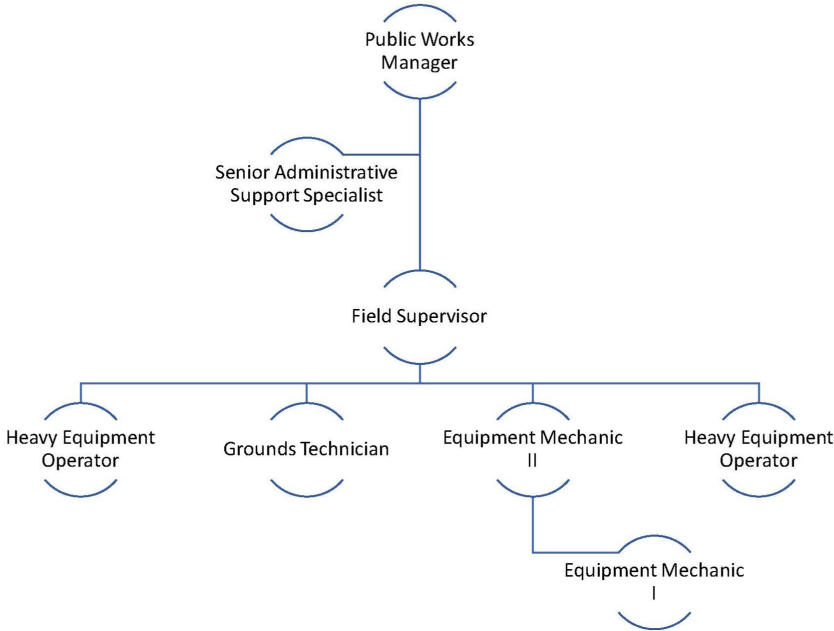 Public Works
Manager
Senior Administrative
Support Specialist
Field Supervisor
Heavy Equipment
Operator
Grounds Technician
Equipment Mechanic
II
Heavy Equipment
Operator
Equipment Mechanic
I